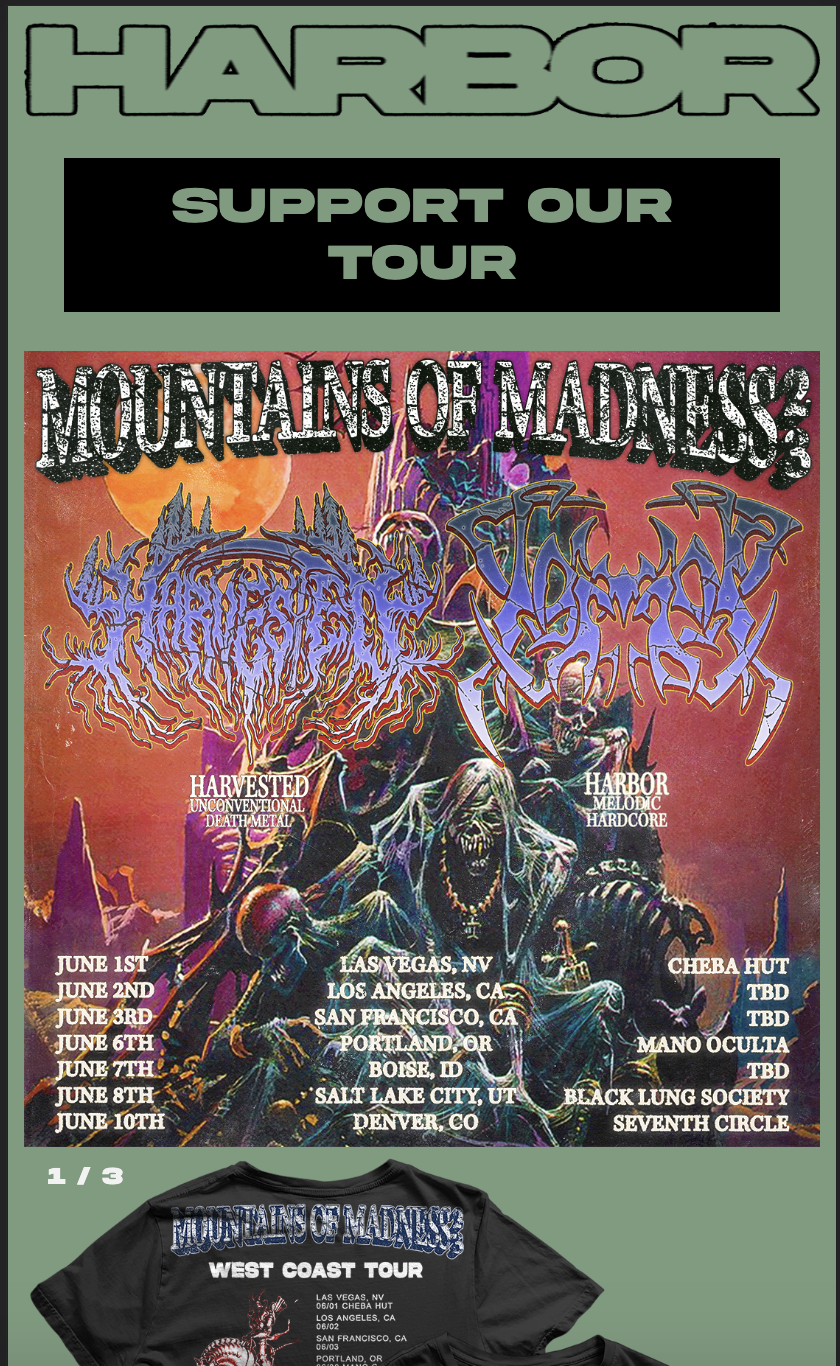 HARBOR
SUPPORT OUR
TOUR
MOUNTAINS OF MADNESS 23
HARVESTED
HARBOR
HARVESTED
UNCONVENTIONAL
DEATH METAL
HARBOR
MELODIC
HARDCORE
JUNE 1ST LAS VEGAS, NV CHEBA HUT
JUNE 2ND LOS ANGELES, CA TBD
JUNE 3RD SAN FRANCISCO, CA TBD
JUNE 6TH PORTLAND, OR MANO OCULTA
JUNE 7TH BOISE, ID TBD
JUNE 8TH SALT LAKE CITY, UT BLACK LUNG SOCIETY
JUNE 10TH DENVER, CO SEVENTH CIRCLE
1 / 3
MOUNTAINS OF MADNESS 23
WEST COAST TOUR
LAS VEGAS, NV
06/01 CHEBA HUT
LOS ANGELES, CA
06/02
SAN FRANCISCO, CA
06/03
PORTLAND, OR